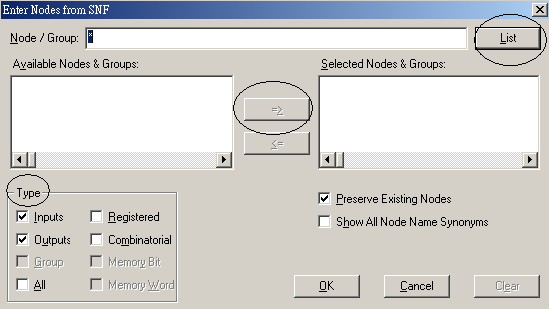 Enter Nodes from SNF
Node / Group: * List
Available Nodes & Groups: Selected Nodes & Groups:
=>
<=
Type
Inputs Registered
Outputs Combinatorial
Group Memory Bit
All Memory Word
Preserve Existing Nodes
Show All Node Name Synonyms
OK Cancel Clear